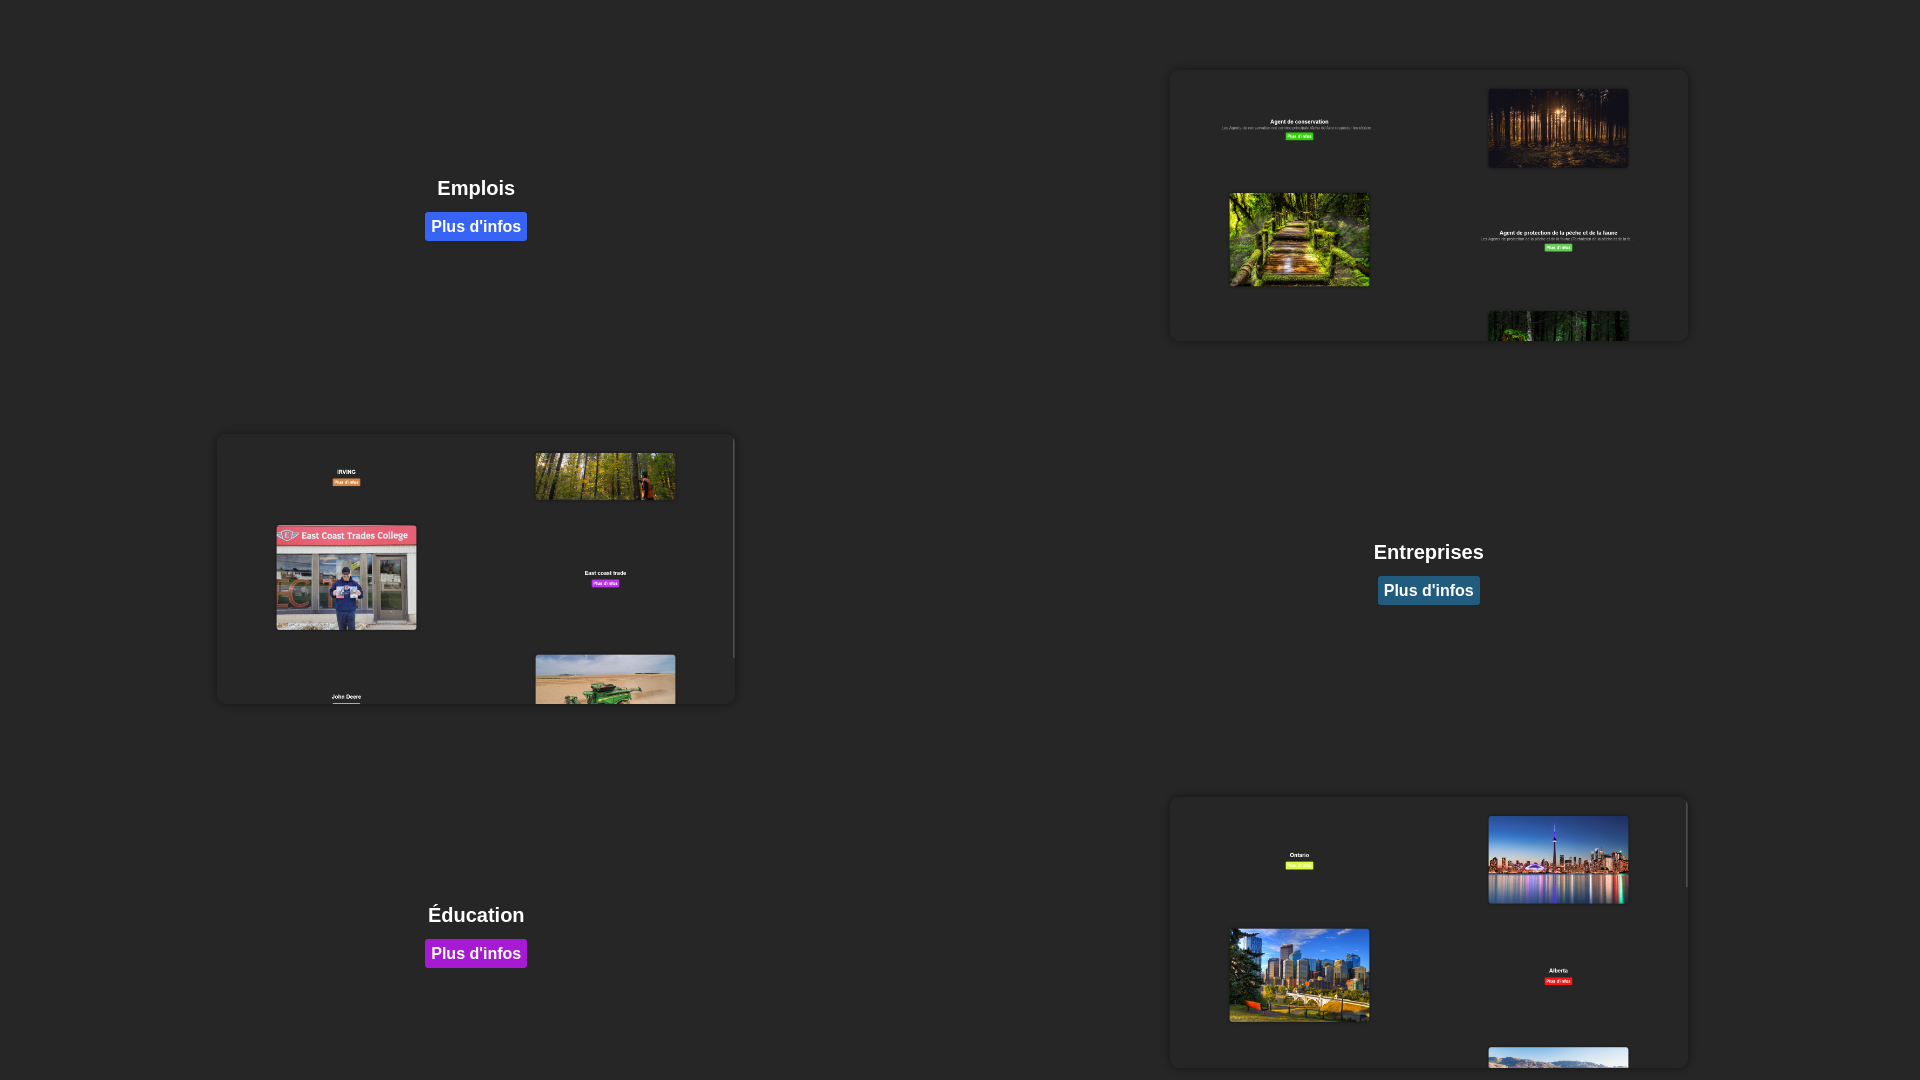 Emplois
Plus d'infos
Agent de conservation
Plus d'infos
Agent de protection de la pêche et de la faune
Plus d'infos
IRVING
Plus d'infos
East Coast Trades College
East coast trade
Plus d'infos
John Deere
Entreprises
Plus d'infos
Éducation
Plus d'infos
Ontario
Plus d'infos
Alberta
Plus d'infos